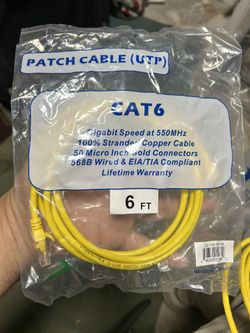 PATCH CABLE (UTP)
CAT6
Gigabit Speed at 550MHz
100% Stranded Copper Cable
50 Micro Inch Gold Connectors
568B Wired & EIA/TIA Compliant
Lifetime Warranty
6 FT